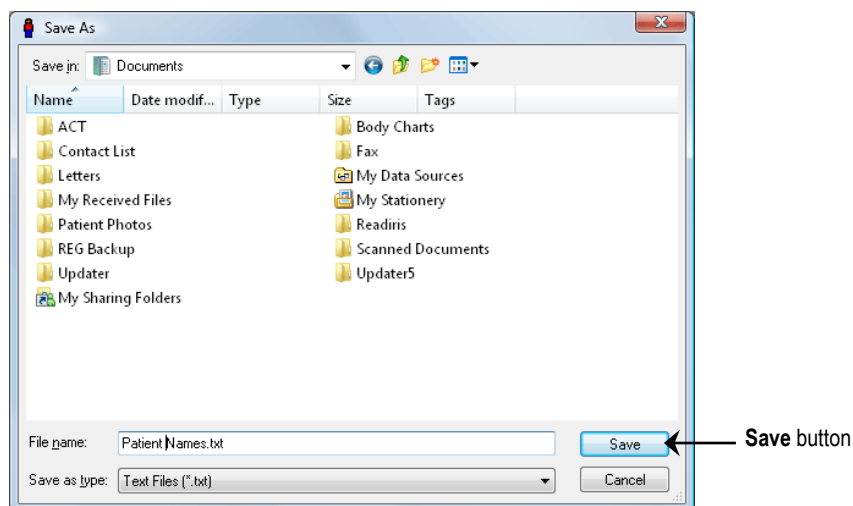 Save As
Save in: Documents
Name Date modif... Type Size Tags
ACT Body Charts
Contact List Fax
Letters My Data Sources
My Received Files My Stationery
Patient Photos Readiris
REG Backup Scanned Documents
Updater Updater5
My Sharing Folders
File name: Patient Names.txt Save Save button
Save as type: Text Files (*.txt) Cancel